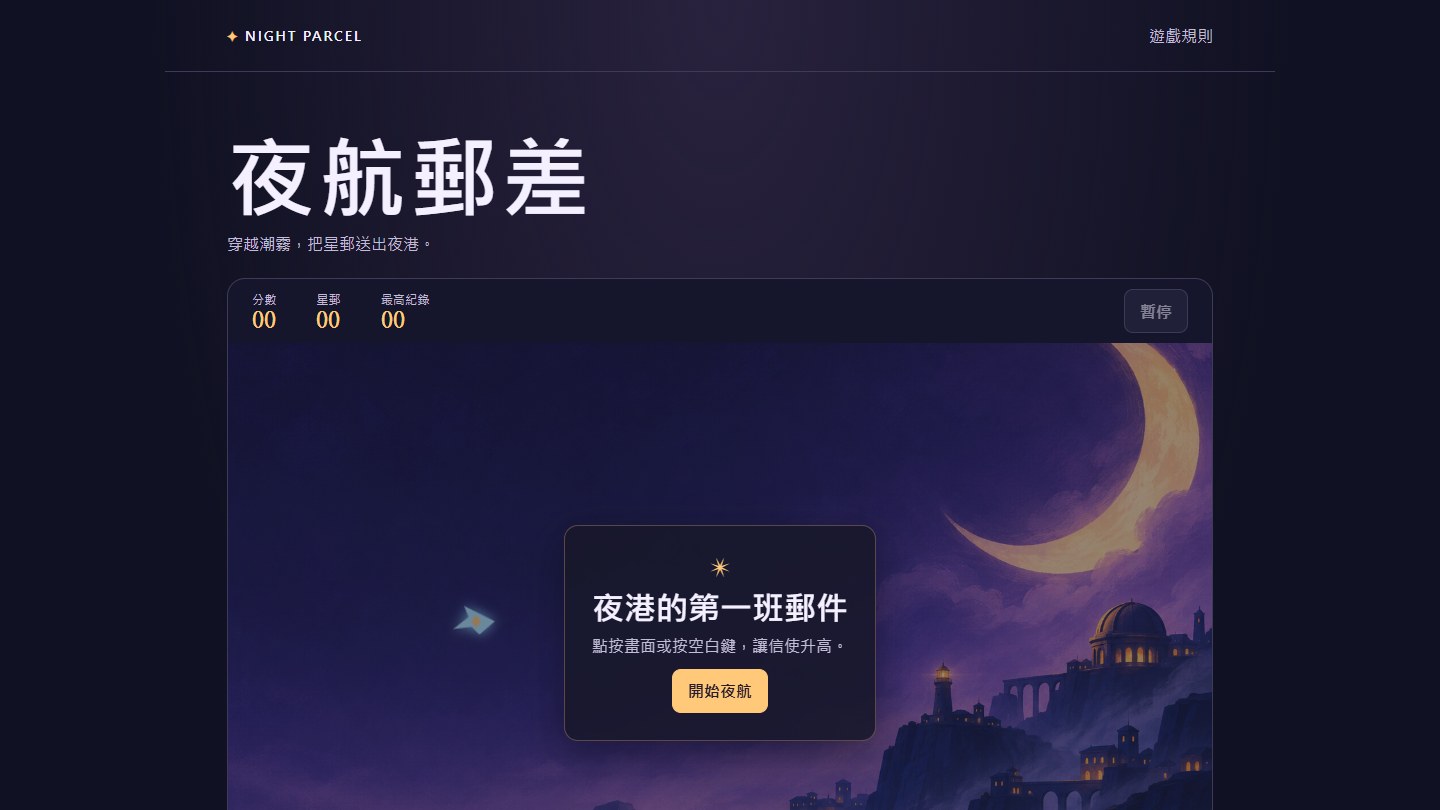 NIGHT PARCEL
遊戲規則
夜航郵差
穿越潮霧，把星郵送出夜港。
分數 星郵 最高紀錄
00 00 00
暫停
夜港的第一班郵件
點按畫面或按空白鍵，讓信使升高。
開始夜航